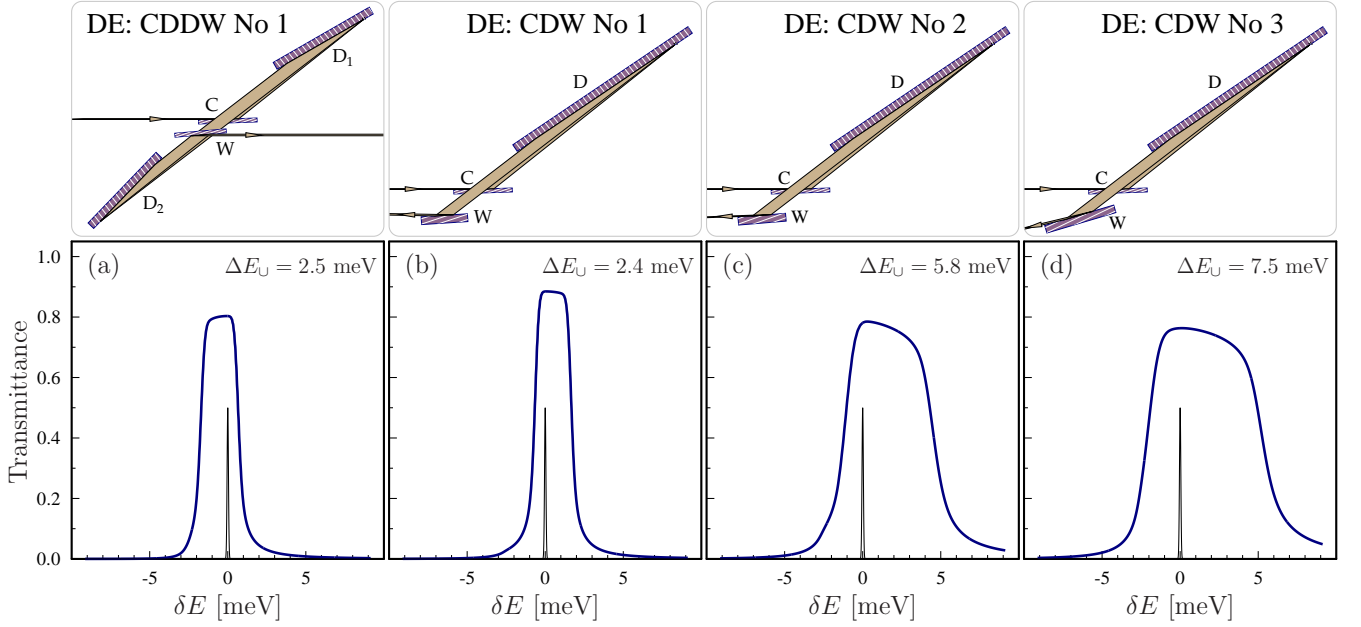 DE: CDDW No 1
D1
C
W
D2
DE: CDW No 1
D
C
W
DE: CDW No 2
D
C
W
DE: CDW No 3
D
C
W
(a)
ΔE∪ = 2.5 meV
(b)
ΔE∪ = 2.4 meV
(c)
ΔE∪ = 5.8 meV
(d)
ΔE∪ = 7.5 meV
Transmittance
1.0
0.8
0.6
0.4
0.2
0.0
-5 0 5
-5 0 5
-5 0 5
-5 0 5
δE [meV]
δE [meV]
δE [meV]
δE [meV]